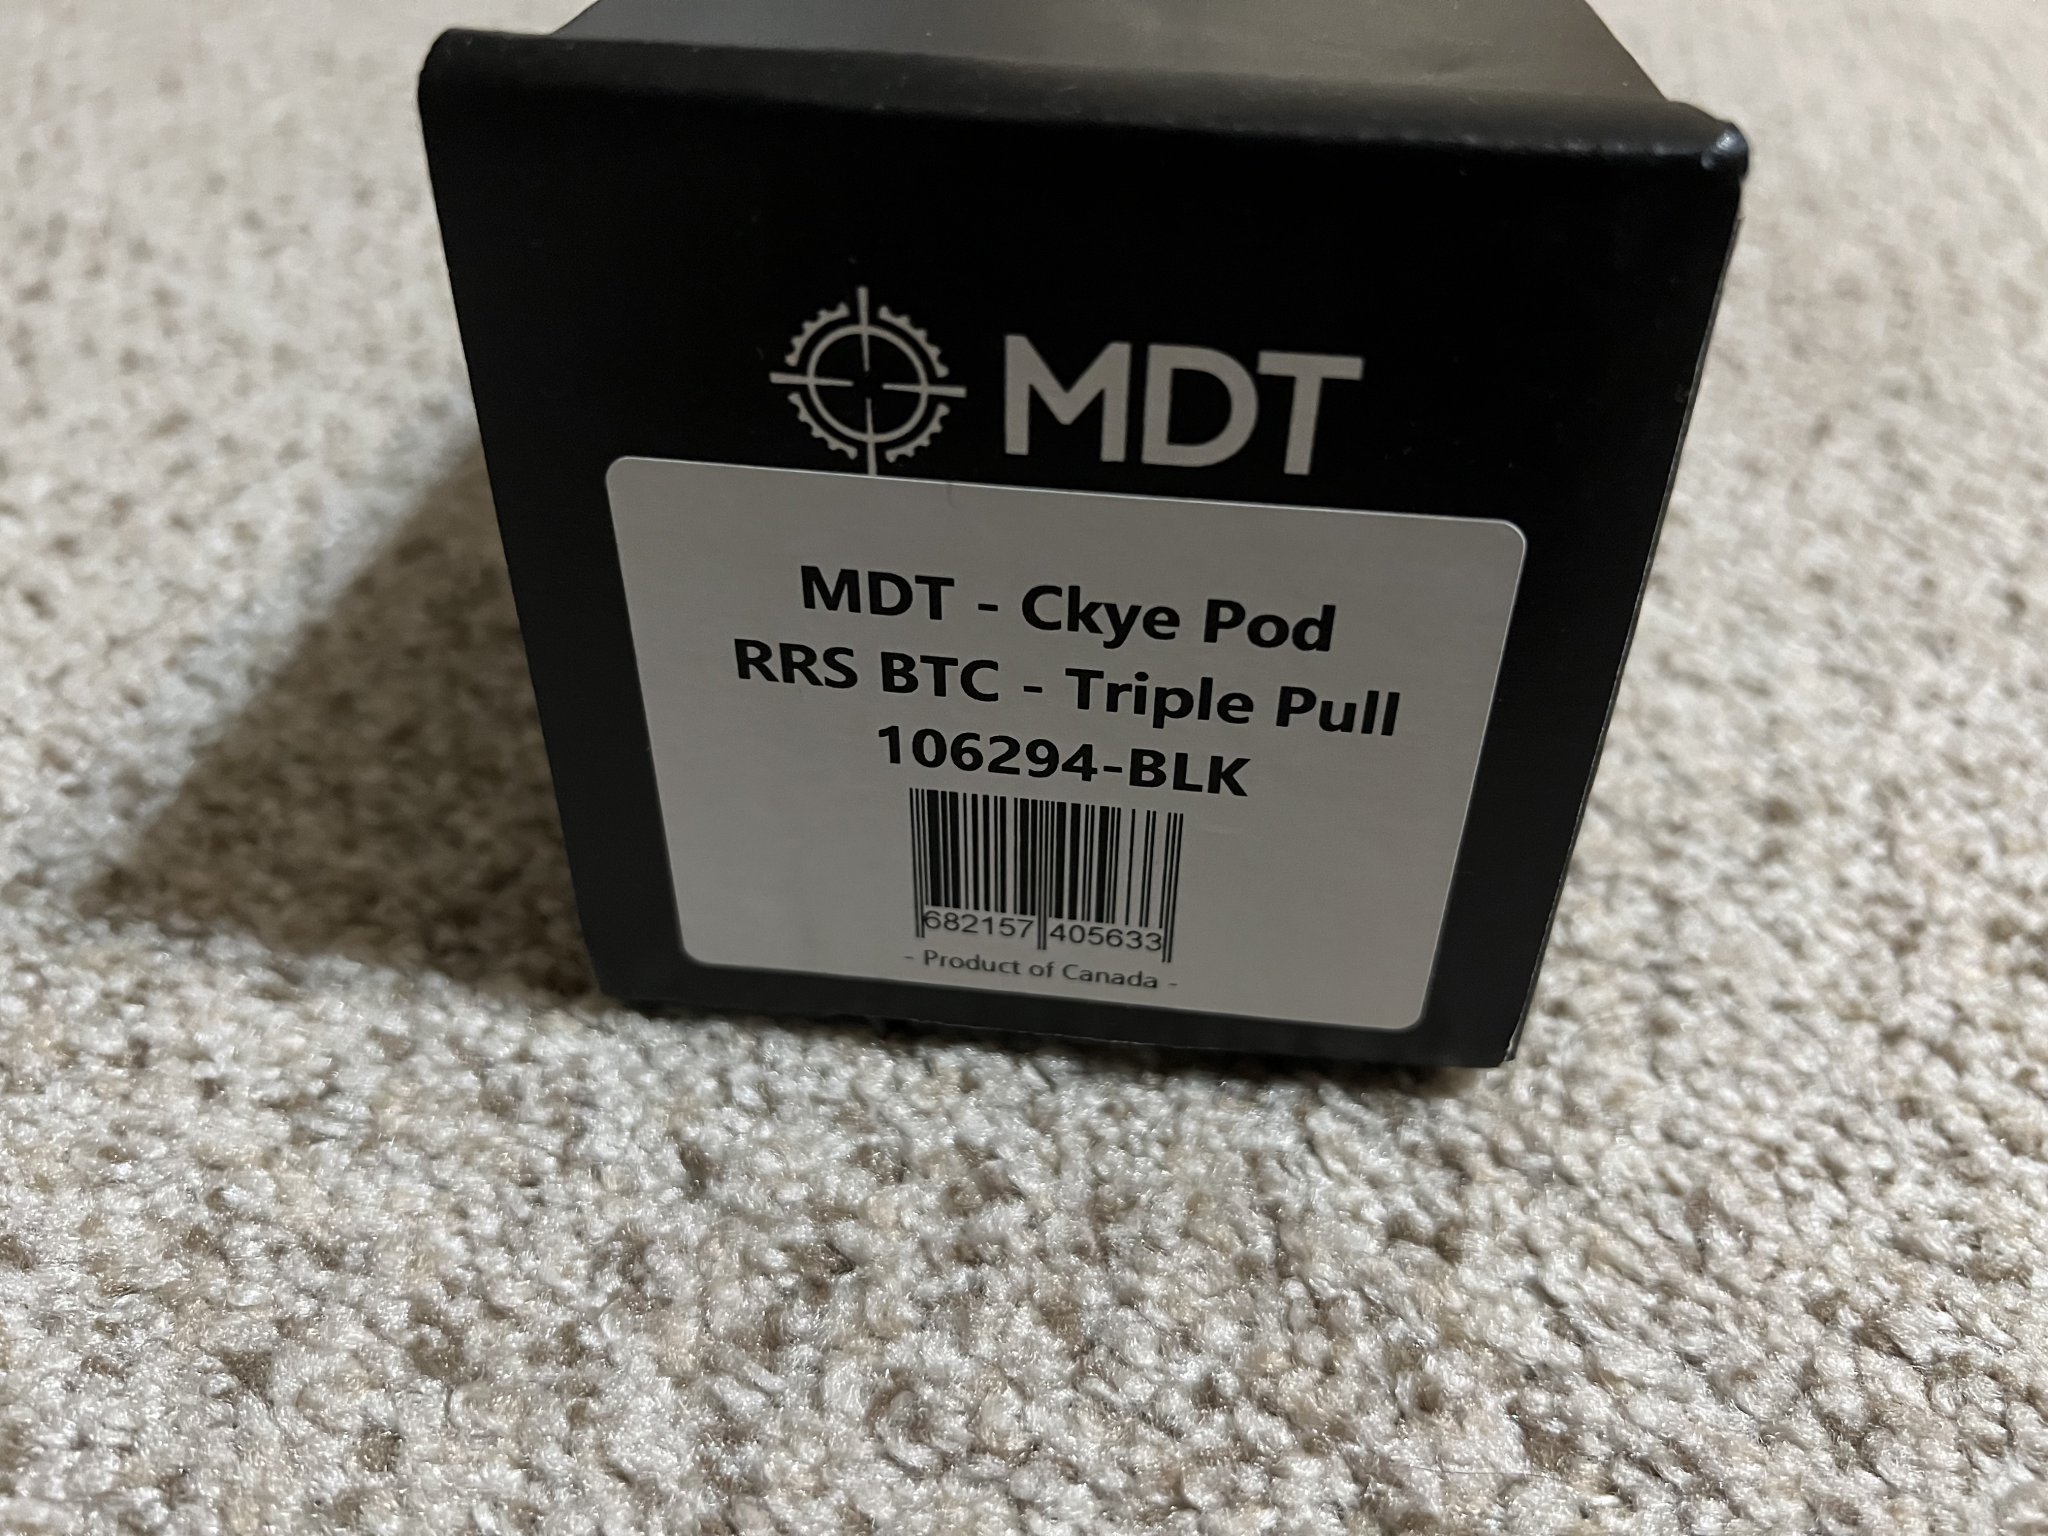 MDT
MDT - Ckye Pod
RRS BTC - Triple Pull
106294-BLK
682157 405633
- Product of Canada -